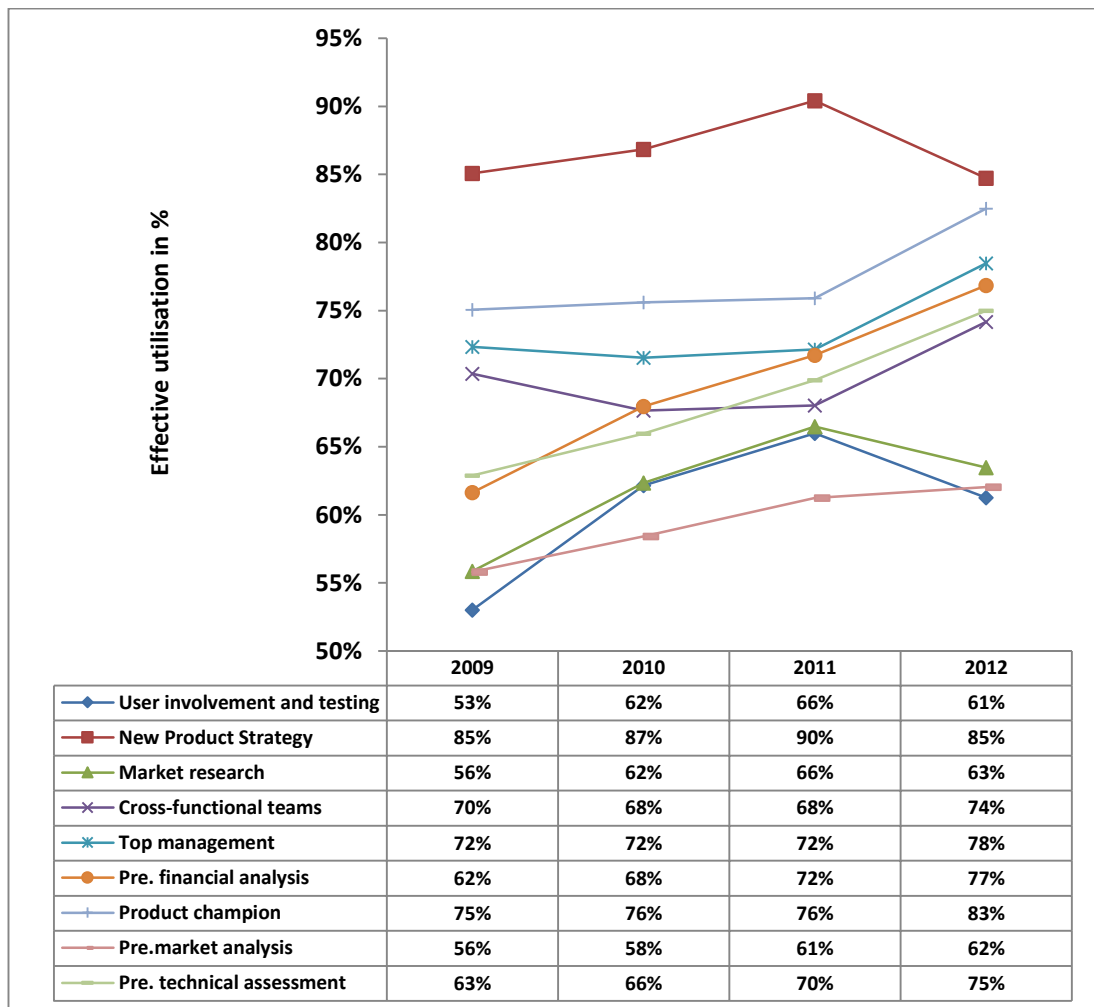 95%
90%
85%
80%
75%
70%
65%
60%
55%
50%
Effective utilisation in %
2009 2010 2011 2012
User involvement and testing 53% 62% 66% 61%
New Product Strategy 85% 87% 90% 85%
Market research 56% 62% 66% 63%
Cross-functional teams 70% 68% 68% 74%
Top management 72% 72% 72% 78%
Pre. financial analysis 62% 68% 72% 77%
Product champion 75% 76% 76% 83%
Pre.market analysis 56% 58% 61% 62%
Pre. technical assessment 63% 66% 70% 75%